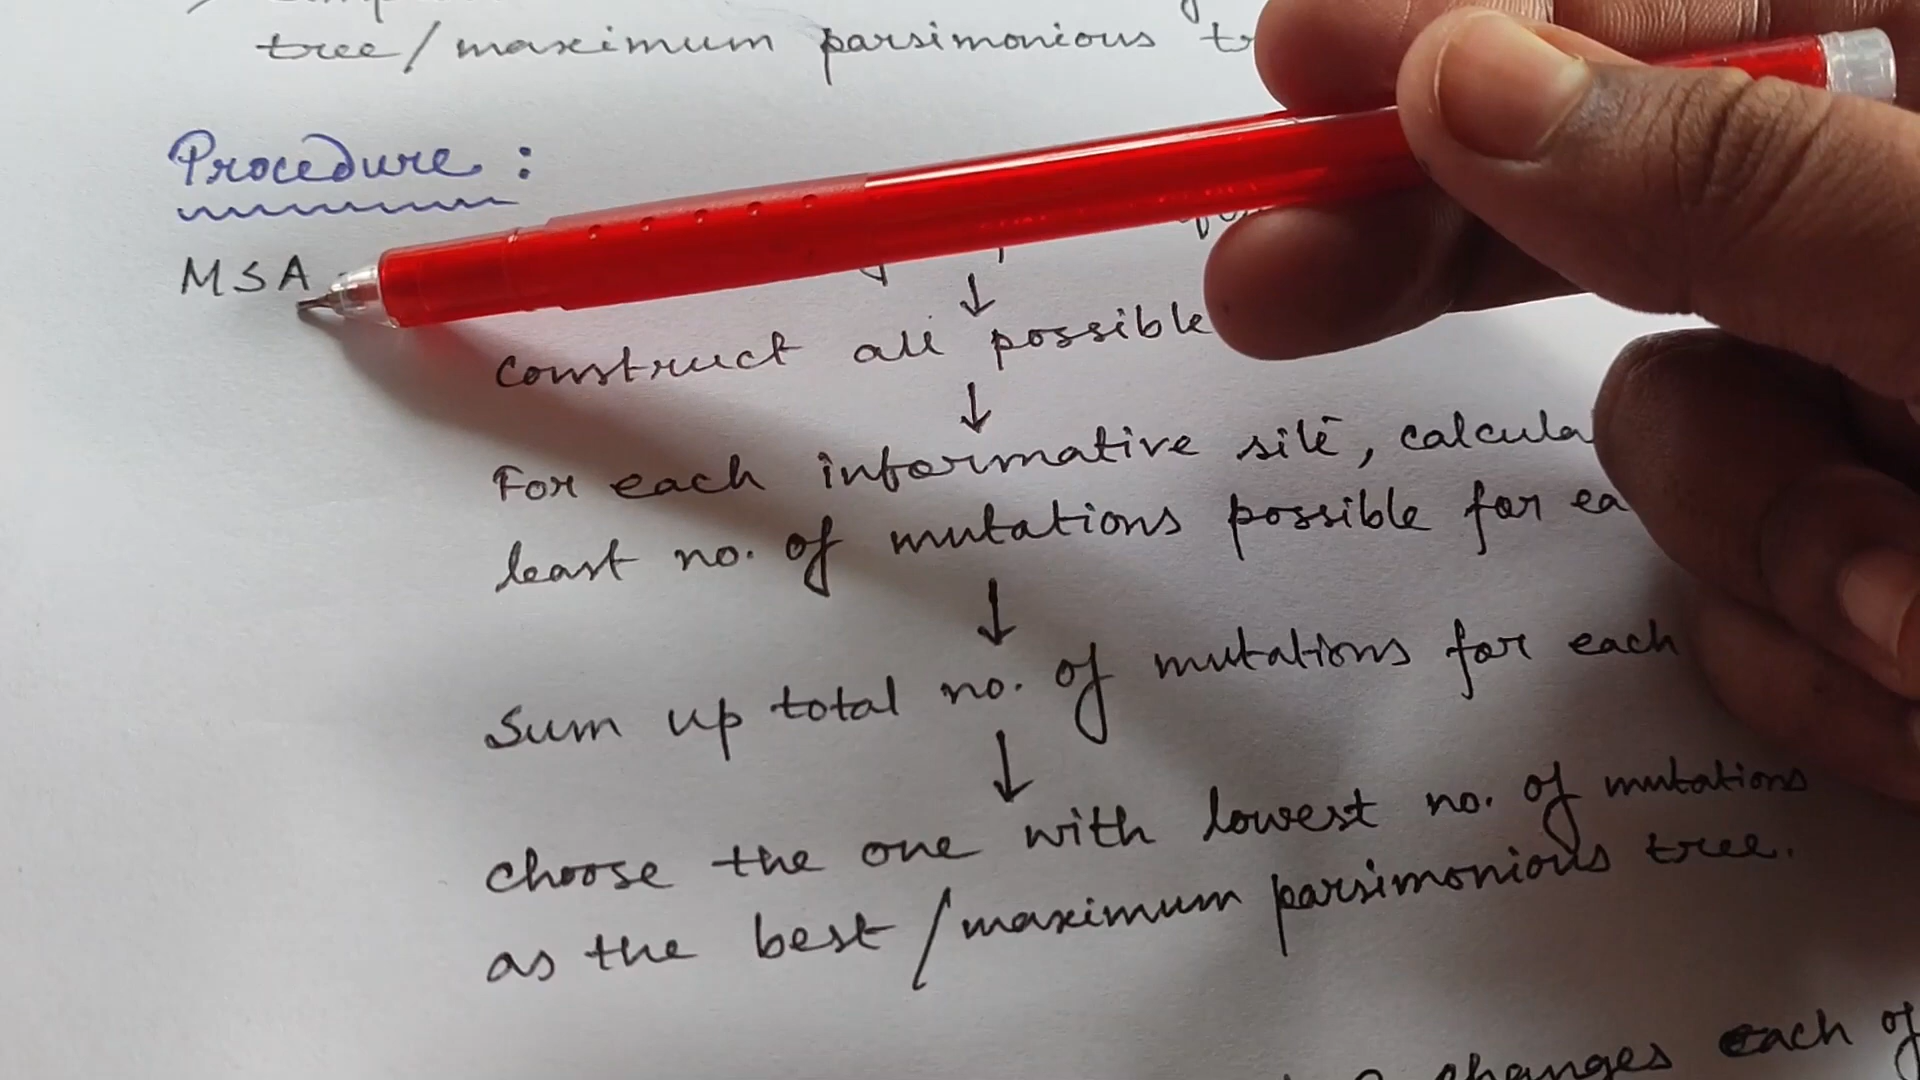 tree/maximum parsimonious
Procedure:
MSA
construct all possible
For each informative site, 
least no. of mutations possible for
Sum up total no. of mutations for each
choose the one with lowest no. of mutations
as the best/maximum parsimonious tree.
changes each of